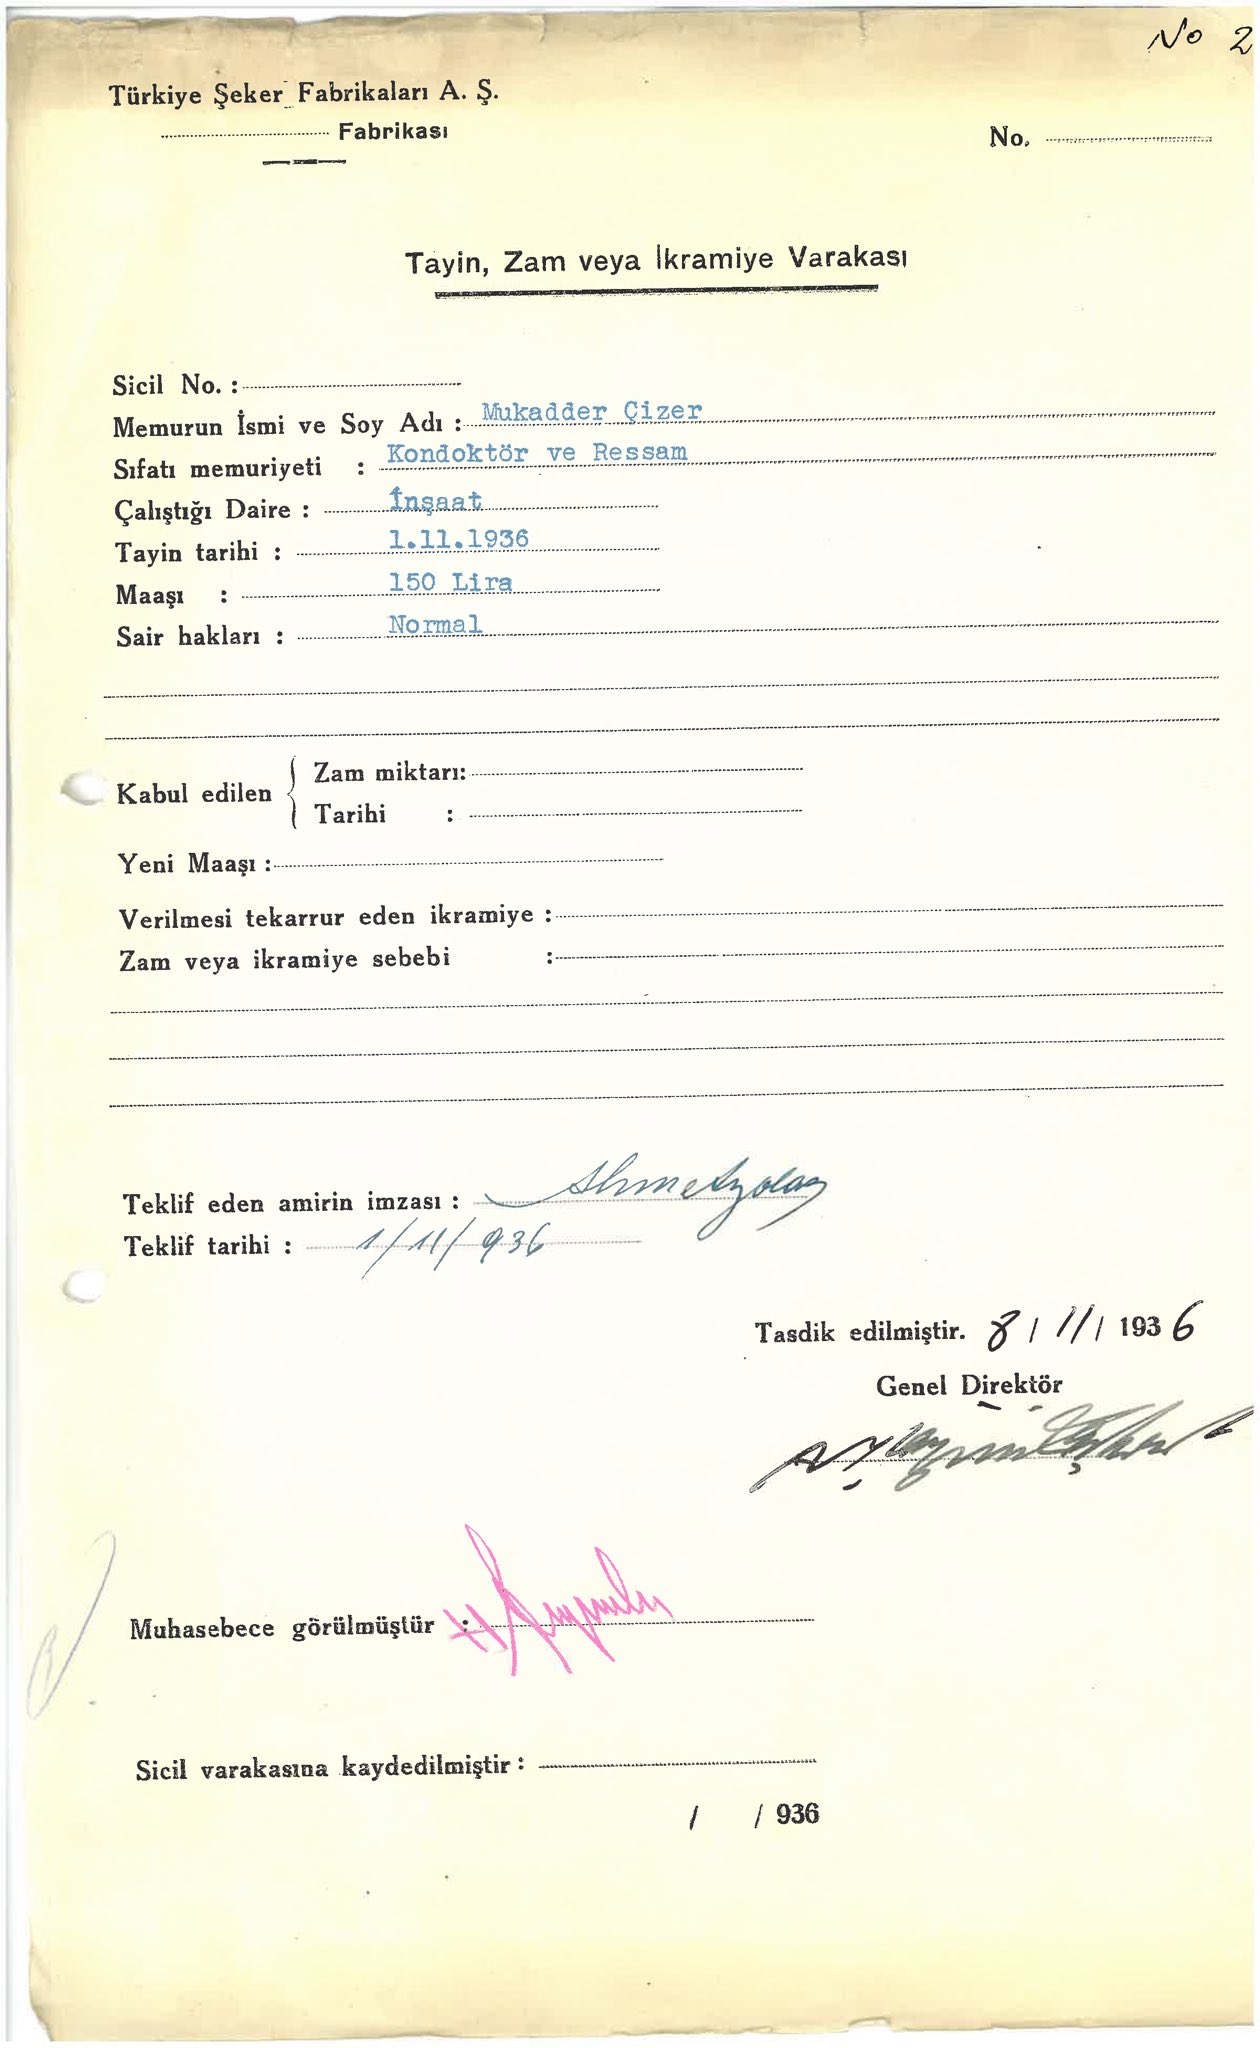 No 2
Türkiye Şeker Fabrikaları A. Ş.
Fabrikası
No.
Tayin, Zam veya İkramiye Varakası
Sicil No. :
Memurun İsmi ve Soy Adı : Mukadder Çizer
Sıfatı memuriyeti : Kondoktör ve Ressam
Çalıştığı Daire : İnşaat
Tayin tarihi : 1.11.1936
Maaşı : 150 Lira
Sair hakları : Normal
Kabul edilen { Zam miktarı:
Tarihi :
Yeni Maaşı :
Verilmesi tekarrur eden ikramiye :
Zam veya ikramiye sebebi :
Teklif eden amirin imzası :
Teklif tarihi : 1/11/936
Tasdik edilmiştir. 8/11/1936
Genel Direktör
Muhasebece görülmüştür :
Sicil varakasına kaydedilmiştir :
/ / 936